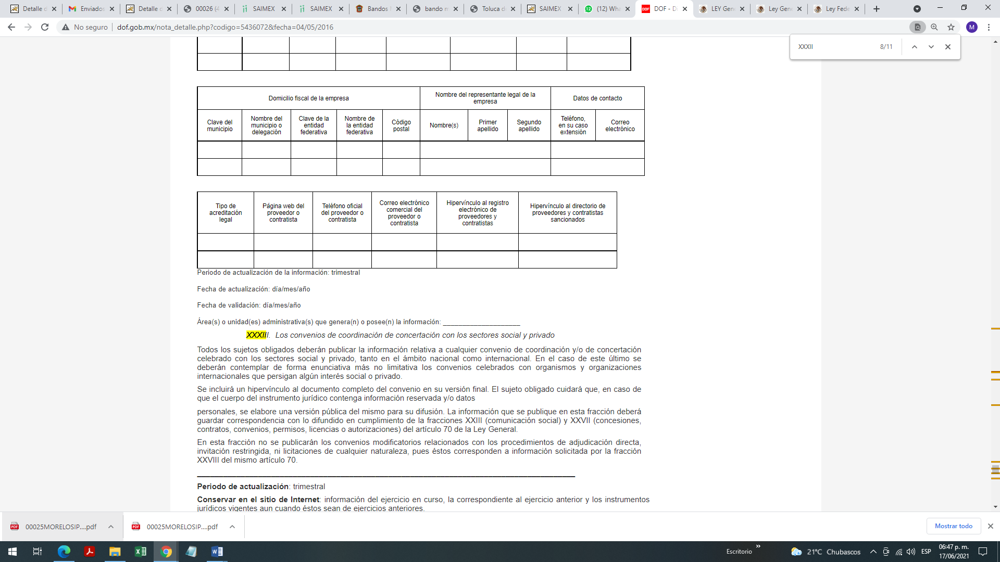 Detalle d
Enviados
Detalle d
00026 (4
SAIMEX
SAIMEX
Bandos
bando m
Toluca d
SAIMEX
(12) Wha
DOF - D
LEY Gen
Ley Gene
Ley Fede
No seguro
dof.gob.mx/nota_detalle.php?codigo=5436072&fecha=04/05/2016
M
XXXII
8/11
Domicilio fiscal de la empresa
Nombre del representante legal de la empresa
Datos de contacto
Clave del municipio
Nombre del municipio o delegación
Clave de la entidad federativa
Nombre de la entidad federativa
Código postal
Nombre(s)
Primer apellido
Segundo apellido
Teléfono, en su caso extensión
Correo electrónico
Tipo de acreditación legal
Página web del proveedor o contratista
Teléfono oficial del proveedor o contratista
Correo electrónico comercial del proveedor o contratista
Hipervínculo al registro electrónico de proveedores y contratistas
Hipervínculo al directorio de proveedores y contratistas sancionados
Periodo de actualización de la información: trimestral
Fecha de actualización: día/mes/año
Fecha de validación: día/mes/año
Área(s) o unidad(es) administrativa(s) que genera(n) o posee(n) la información: ____________________
XXXIII. Los convenios de coordinación de concertación con los sectores social y privado
Todos los sujetos obligados deberán publicar la información relativa a cualquier convenio de coordinación y/o de concertación
celebrado con los sectores social y privado, tanto en el ámbito nacional como internacional. En el caso de este último se
deberán contemplar de forma enunciativa más no limitativa los convenios celebrados con organismos y organizaciones
internacionales que persigan algún interés social o privado.
Se incluirá un hipervínculo al documento completo del convenio en su versión final. El sujeto obligado cuidará que, en caso de
que el cuerpo del instrumento jurídico contenga información reservada y/o datos
personales, se elabore una versión pública del mismo para su difusión. La información que se publique en esta fracción deberá
guardar correspondencia con lo difundido en cumplimiento de la fracciones XXIII (comunicación social) y XXVII (concesiones,
contratos, convenios, permisos, licencias o autorizaciones) del artículo 70 de la Ley General.
En esta fracción no se publicarán los convenios modificatorios relacionados con los procedimientos de adjudicación directa,
invitación restringida, ni licitaciones de cualquier naturaleza, pues éstos corresponden a información solicitada por la fracción
XXVIII del mismo artículo 70.
Periodo de actualización: trimestral
Conservar en el sitio de Internet: información del ejercicio en curso, la correspondiente al ejercicio anterior y los instrumentos
jurídicos vigentes aun cuando éstos sean de ejercicios anteriores.
00025MORELOSIP....pdf
00025MORELOSIP....pdf
Mostrar todo
Escritorio
21°C Chubascos
ESP
06:47 p. m.
17/06/2021